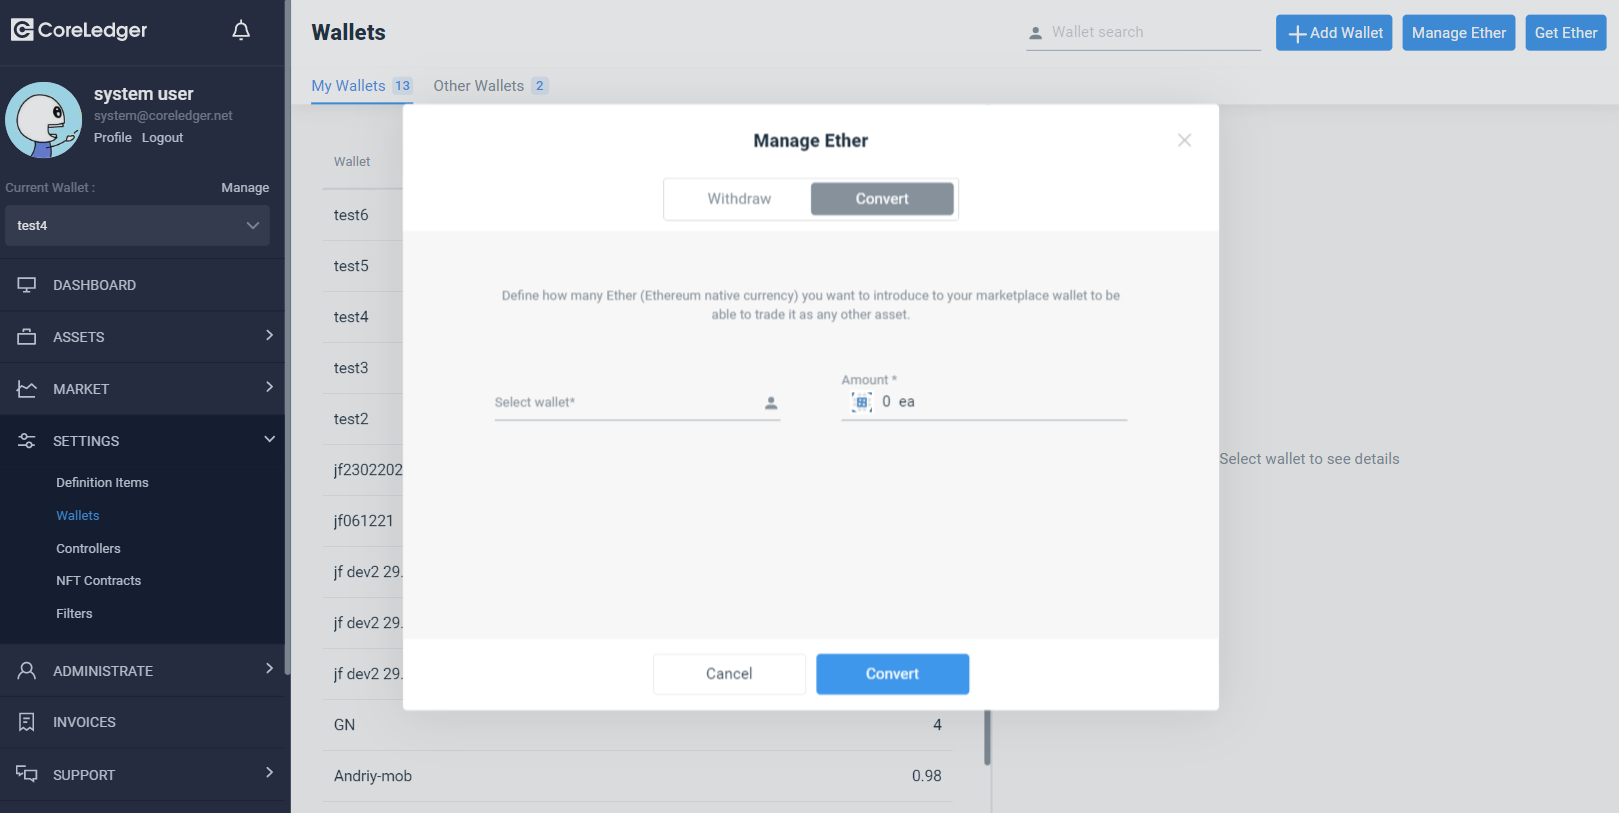 CoreLedger
system user
system@coreledger.net
Profile Logout
Current Wallet : Manage
test4
DASHBOARD
ASSETS
MARKET
SETTINGS
Definition Items
Wallets
Controllers
NFT Contracts
Filters
ADMINISTRATE
INVOICES
SUPPORT
Wallets
Wallet search
Add Wallet
Manage Ether
Get Ether
My Wallets 13 Other Wallets 2
Wallet
test6
test5
test4
test3
test2
jf2302202
jf061221
jf dev2 29.
jf dev2 29.
jf dev2 29.
GN 4
Andriy-mob 0.98
Manage Ether
Withdraw Convert
Define how many Ether (Ethereum native currency) you want to introduce to your marketplace wallet to be
able to trade it as any other asset.
Select wallet*
Amount *
0 ea
Cancel Convert
Select wallet to see details